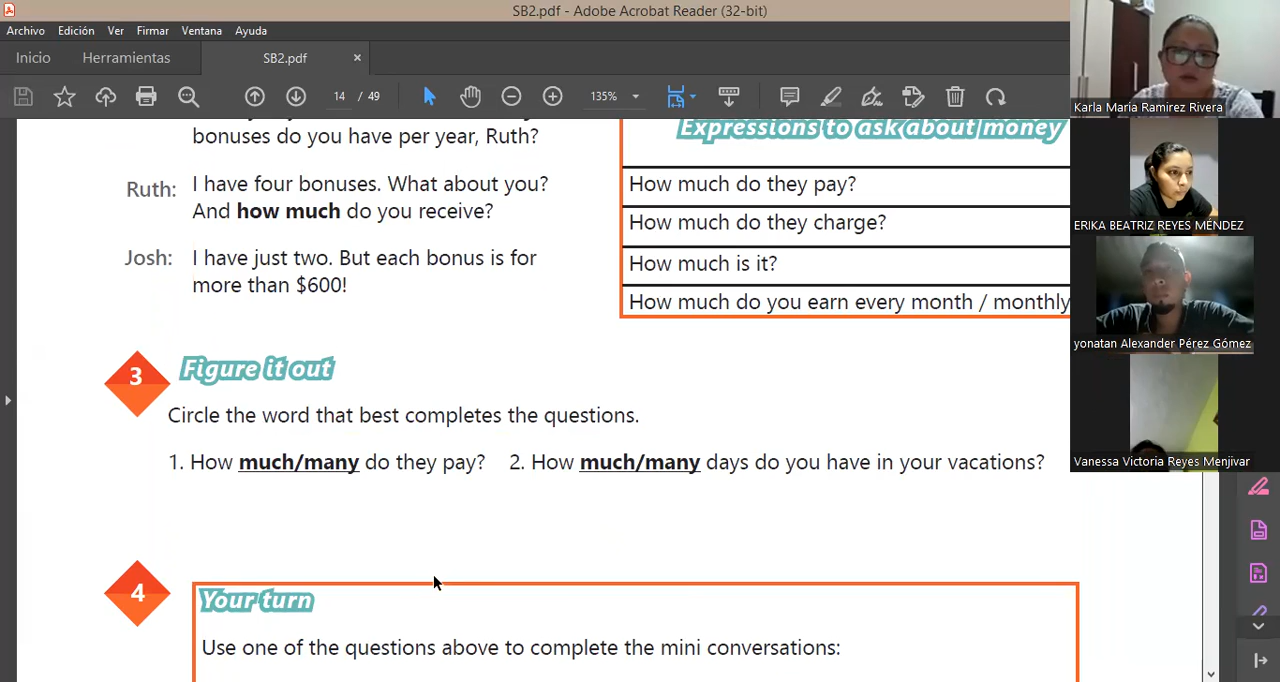 SB2.pdf - Adobe Acrobat Reader (32-bit)
Archivo Edición Ver Firmar Ventana Ayuda
Inicio Herramientas SB2.pdf ×
14 / 49 135%
bonuses do you have per year, Ruth?
Ruth: I have four bonuses. What about you?
And how much do you receive?
Josh: I have just two. But each bonus is for
more than $600!
Expressions to ask about money
How much do they pay?
How much do they charge?
How much is it?
How much do you earn every month / monthly
3 Figure it out
Circle the word that best completes the questions.
1. How much/many do they pay? 2. How much/many days do you have in your vacations?
4 Your turn
Use one of the questions above to complete the mini conversations:
Karla Maria Ramirez Rivera
ERIKA BEATRIZ REYES MÉNDEZ
yonatan Alexander Pérez Gómez
Vanessa Victoria Reyes Menjivar